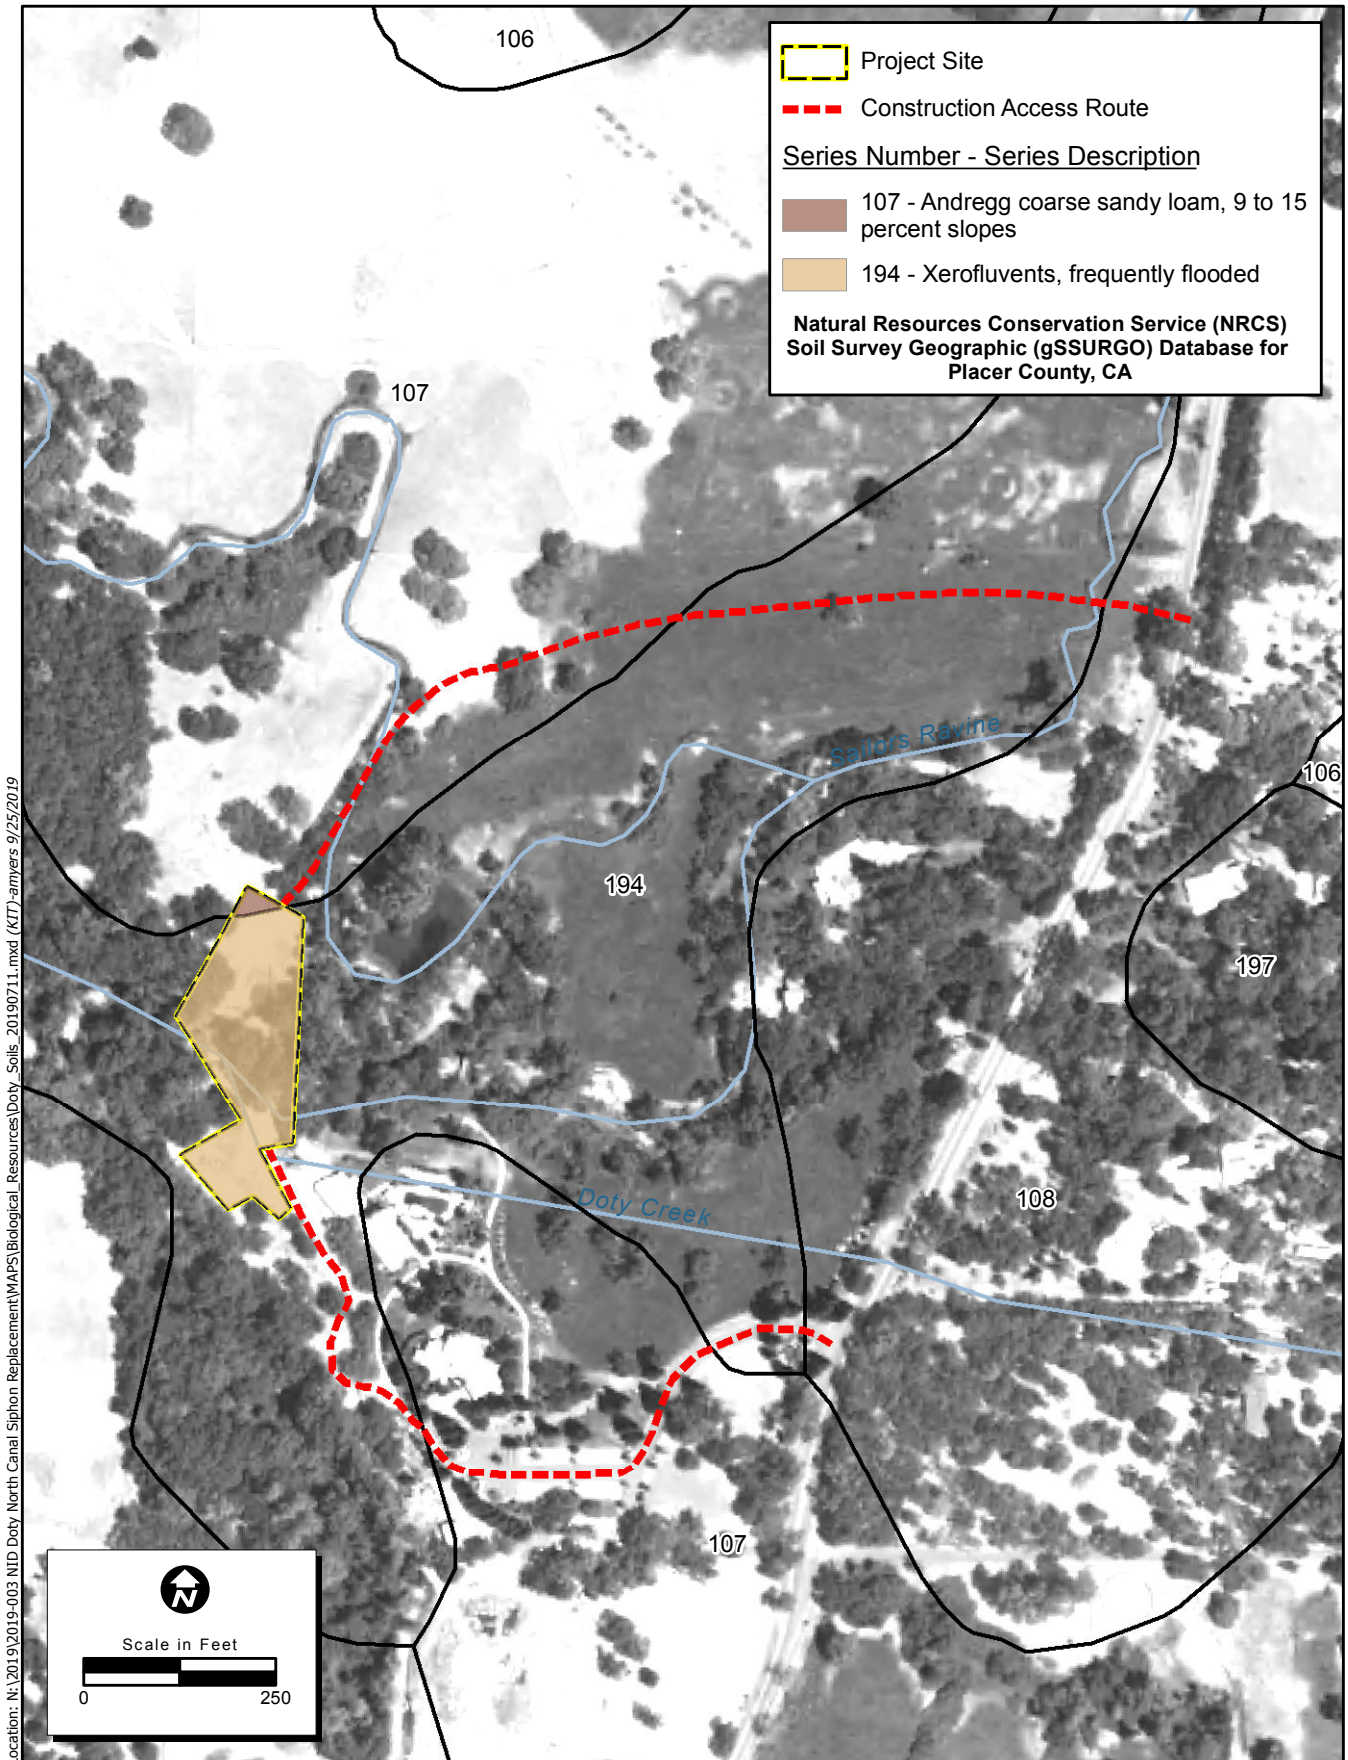 106
Project Site
Construction Access Route
Series Number - Series Description
107 - Andregg coarse sandy loam, 9 to 15
percent slopes
194 - Xerofluvents, frequently flooded
Natural Resources Conservation Service (NRCS)
Soil Survey Geographic (gSSURGO) Database for
Placer County, CA
107
Sailors Ravine
106
194
197
108
Doty Creek
107
N
Scale in Feet
0 250
Location: N:\2019\2019-003 NID Doty North Canal Siphon Replacement\MAPS\Biological_Resources\Doty_Soils_20190711.mxd (KIT)-amyers 9/25/2019